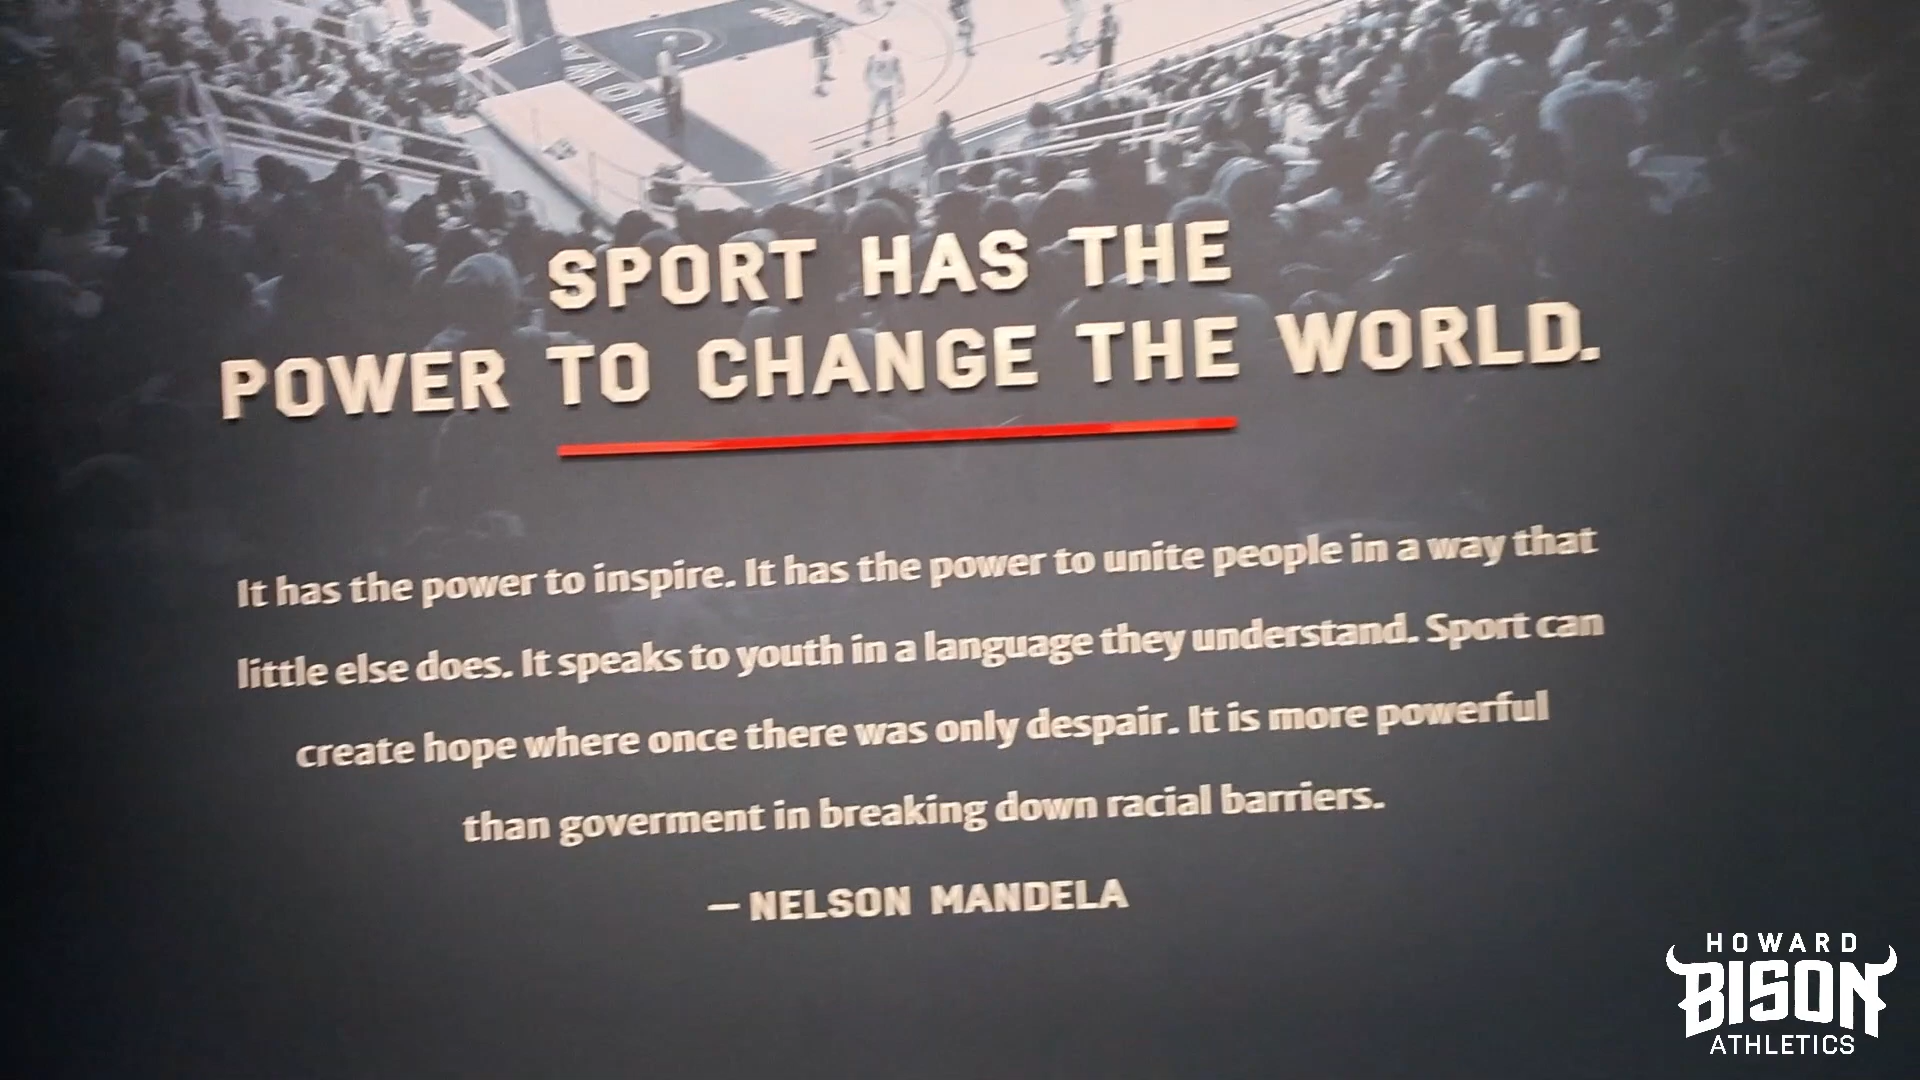 SPORT HAS THE
POWER TO CHANGE THE WORLD.
It has the power to inspire. It has the power to unite people in a way that
little else does. It speaks to youth in a language they understand. Sport can
create hope where once there was only despair. It is more powerful
than goverment in breaking down racial barriers.
– NELSON MANDELA
HOWARD
BISON
ATHLETICS